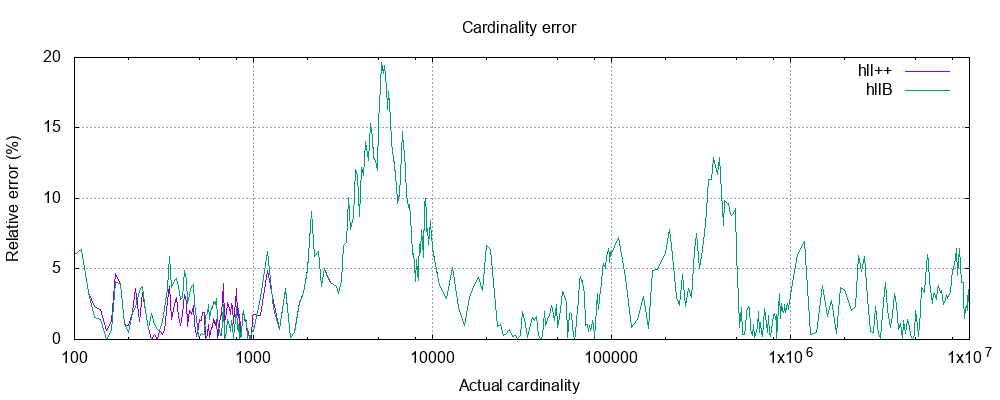 Cardinality error
Relative error (%)
20
15
10
5
0
hll++
hllB
100
1000
10000
100000
1x10^6
1x10^7
Actual cardinality